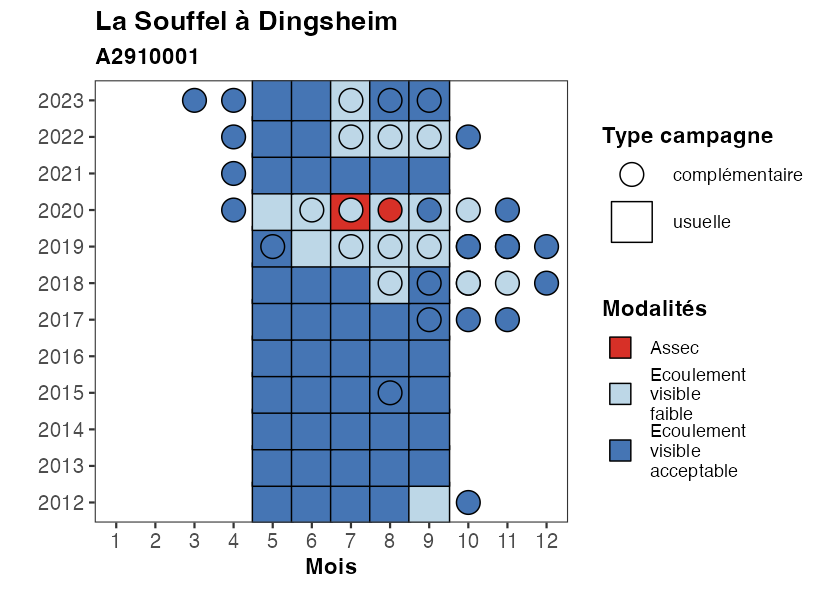 La Souffel à Dingsheim
A2910001
2023
2022
2021
2020
2019
2018
2017
2016
2015
2014
2013
2012
1 2 3 4 5 6 7 8 9 10 11 12
Mois
Type campagne
complémentaire
usuelle
Modalités
Assec
Ecoulement
visible
faible
Ecoulement
visible
acceptable